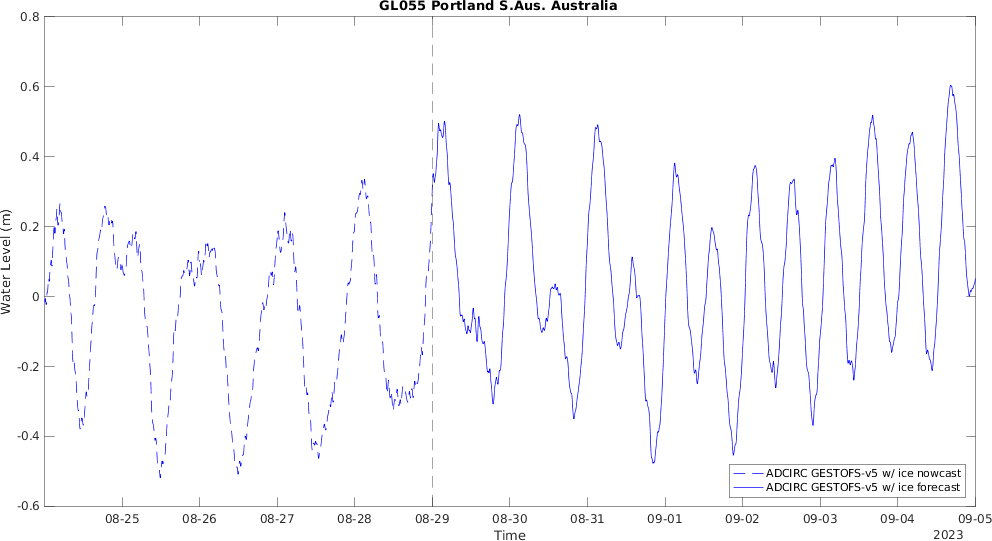 GL055 Portland S.Aus. Australia
0.8
0.6
0.4
0.2
0
-0.2
-0.4
-0.6
Water Level (m)
ADCIRC GESTOFS-v5 w/ ice nowcast
ADCIRC GESTOFS-v5 w/ ice forecast
08-25 08-26 08-27 08-28 08-29 08-30 08-31 09-01 09-02 09-03 09-04 09-05
Time
2023